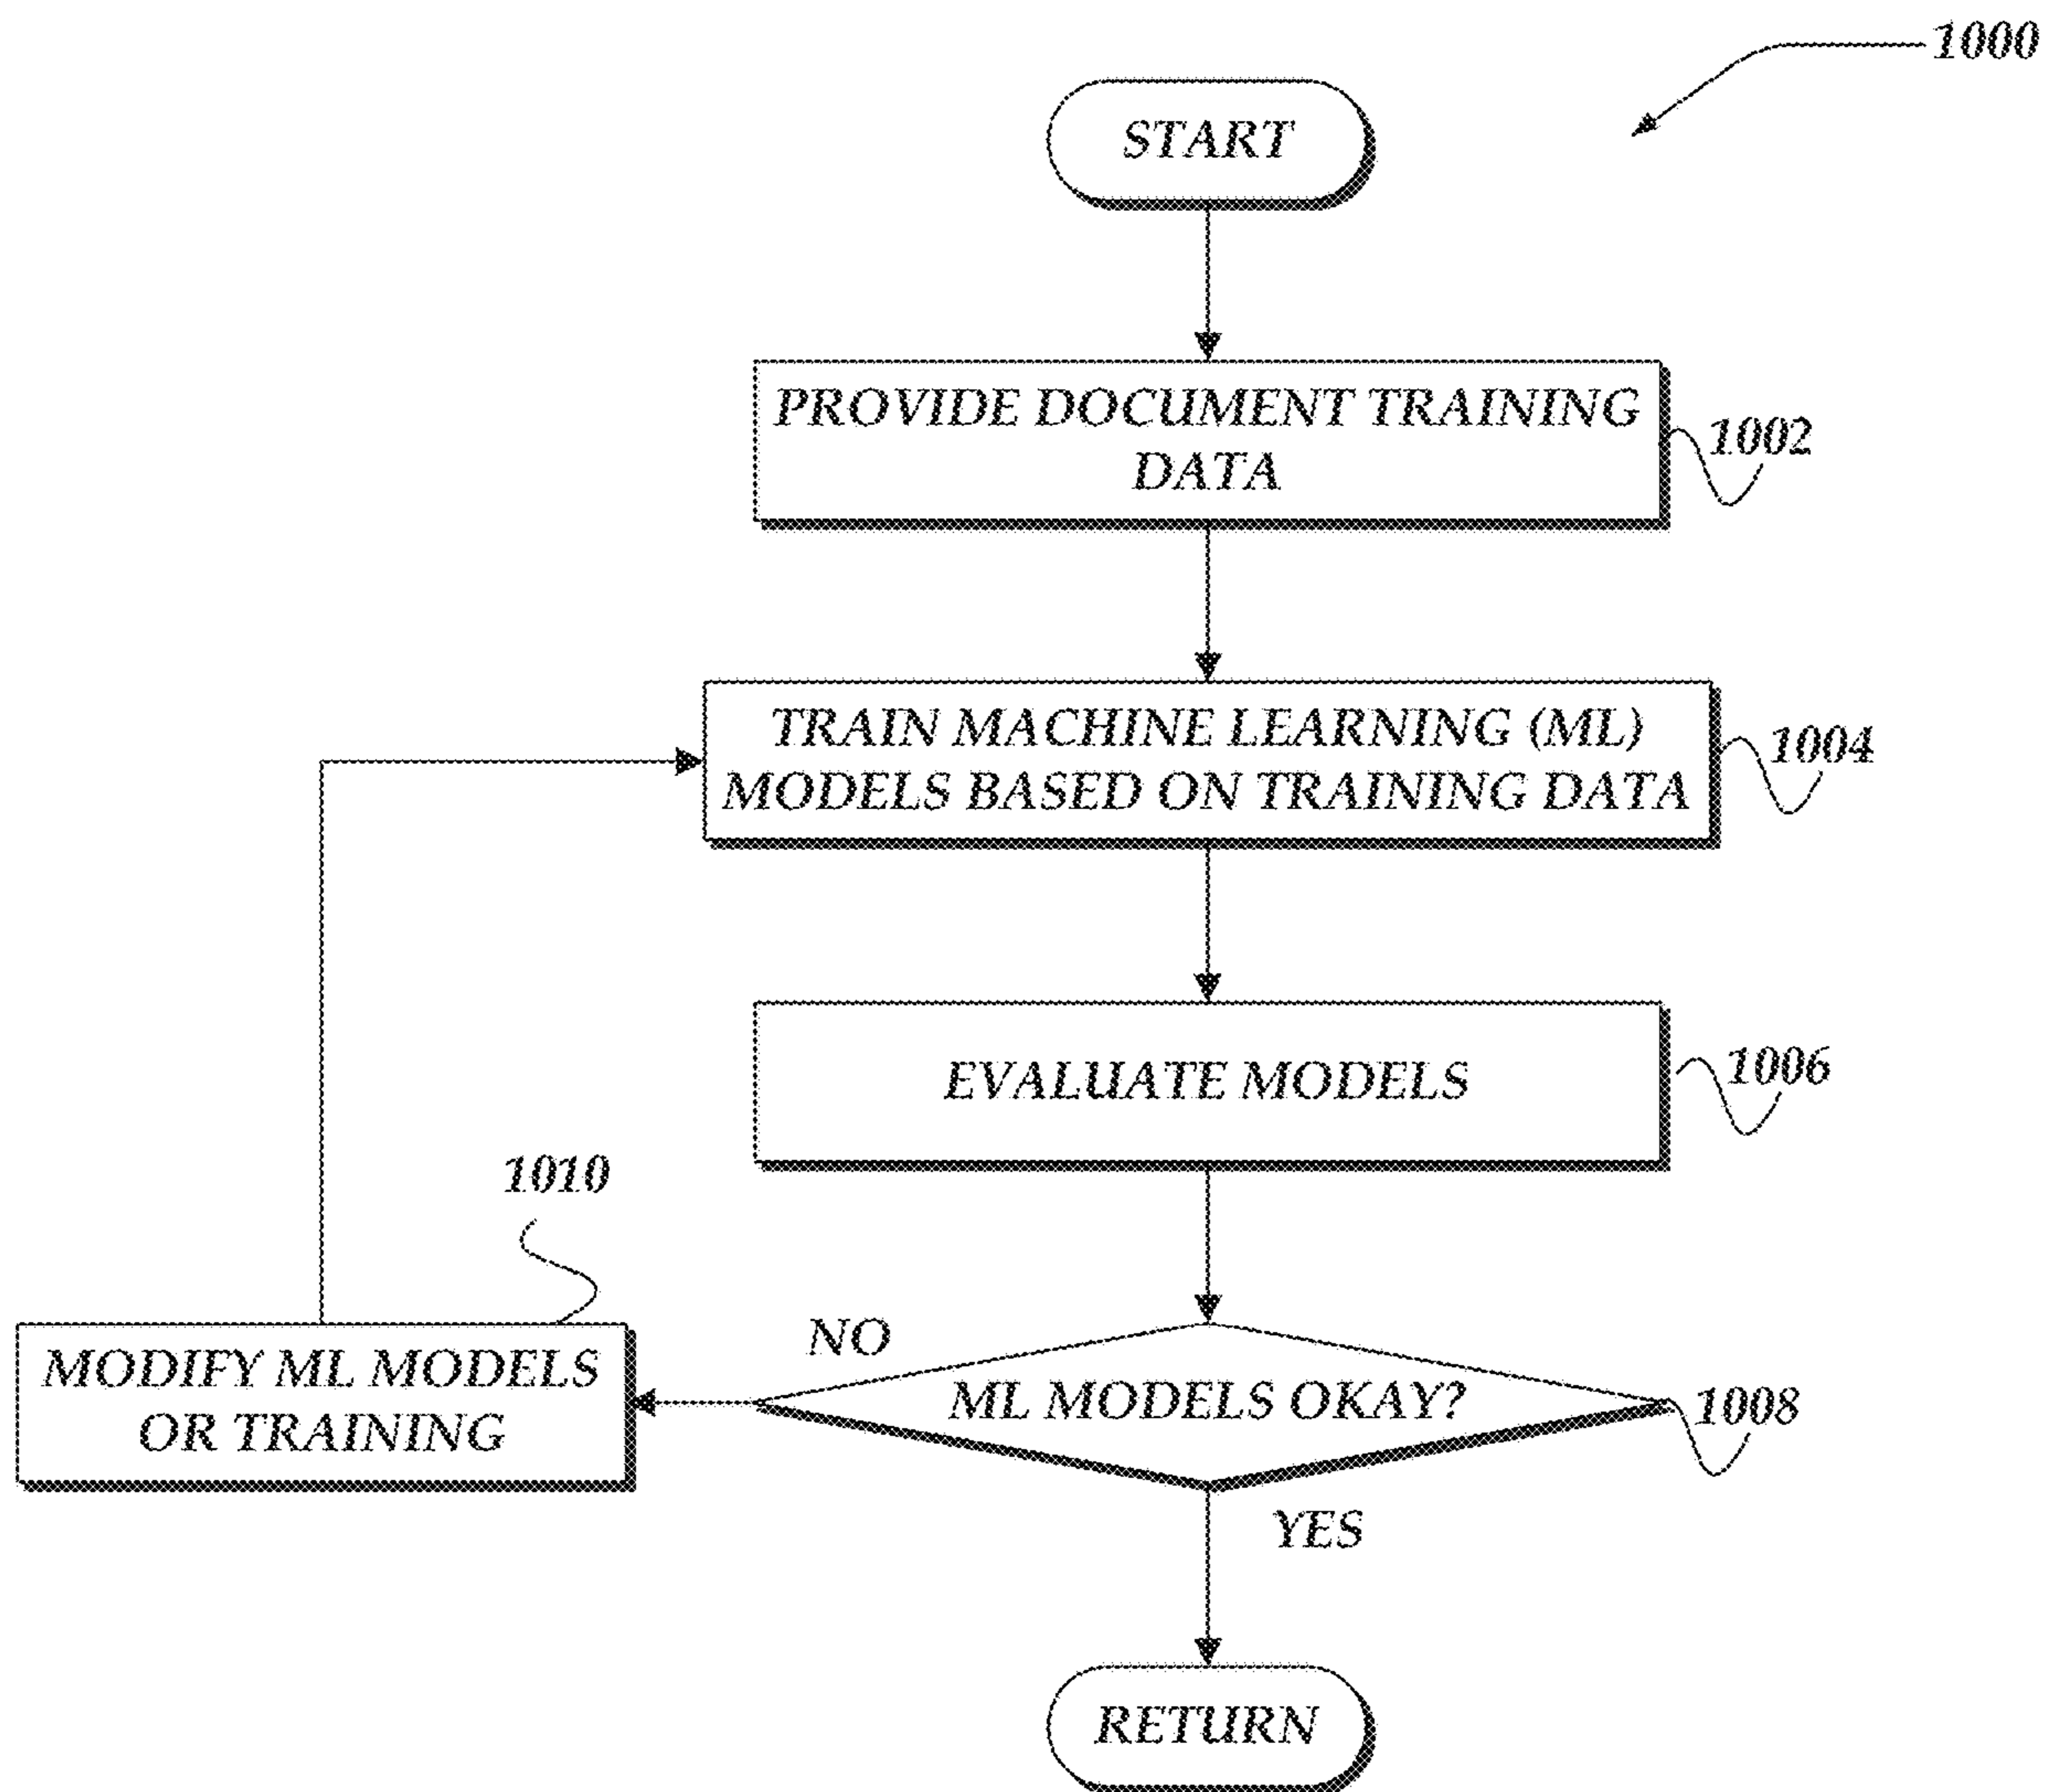 1000
START
PROVIDE DOCUMENT TRAINING
DATA
1002
TRAIN MACHINE LEARNING (ML)
MODELS BASED ON TRAINING DATA
1004
EVALUATE MODELS
1006
1010
NO
MODIFY ML MODELS
OR TRAINING
ML MODELS OKAY?
1008
YES
RETURN